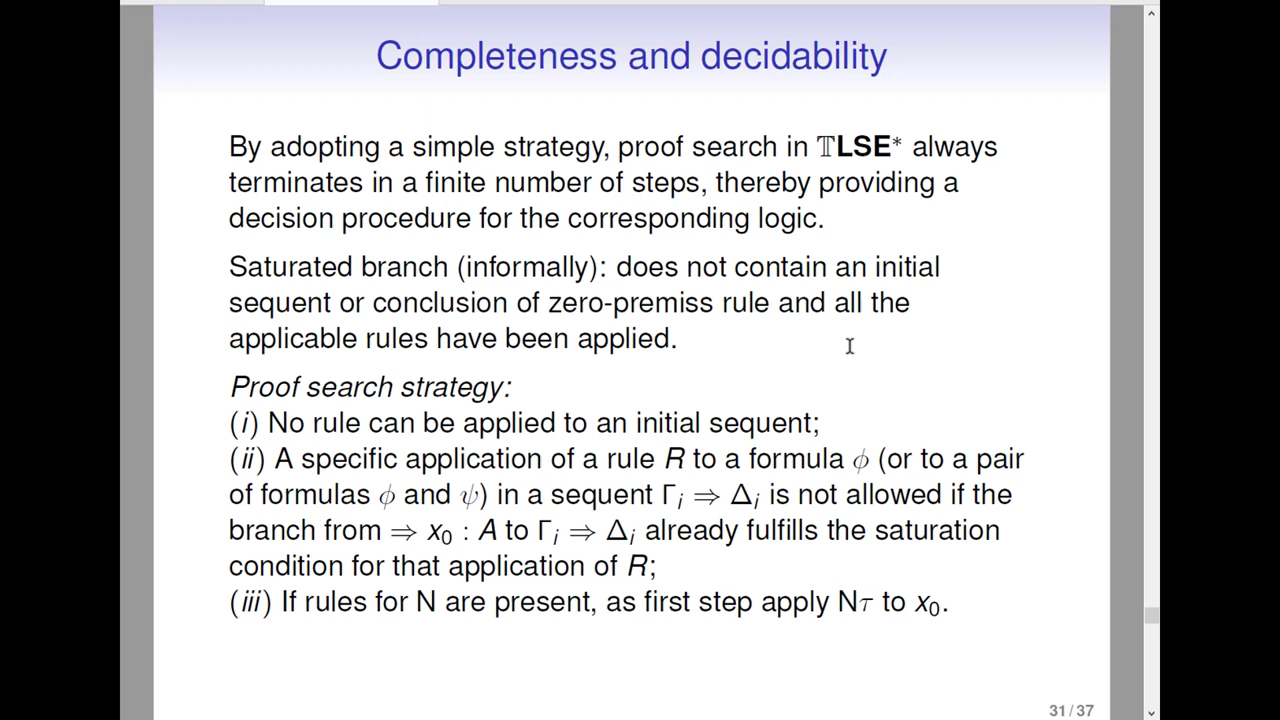 Completeness and decidability
By adopting a simple strategy, proof search in 𝕋LSE* always
terminates in a finite number of steps, thereby providing a
decision procedure for the corresponding logic.
Saturated branch (informally): does not contain an initial
sequent or conclusion of zero-premiss rule and all the
applicable rules have been applied.
Proof search strategy:
(i) No rule can be applied to an initial sequent;
(ii) A specific application of a rule R to a formula ϕ (or to a pair
of formulas ϕ and ψ) in a sequent Γᵢ ⇒ Δᵢ is not allowed if the
branch from ⇒ x₀ : A to Γᵢ ⇒ Δᵢ already fulfills the saturation
condition for that application of R;
(iii) If rules for N are present, as first step apply Nτ to x₀.
31 / 37